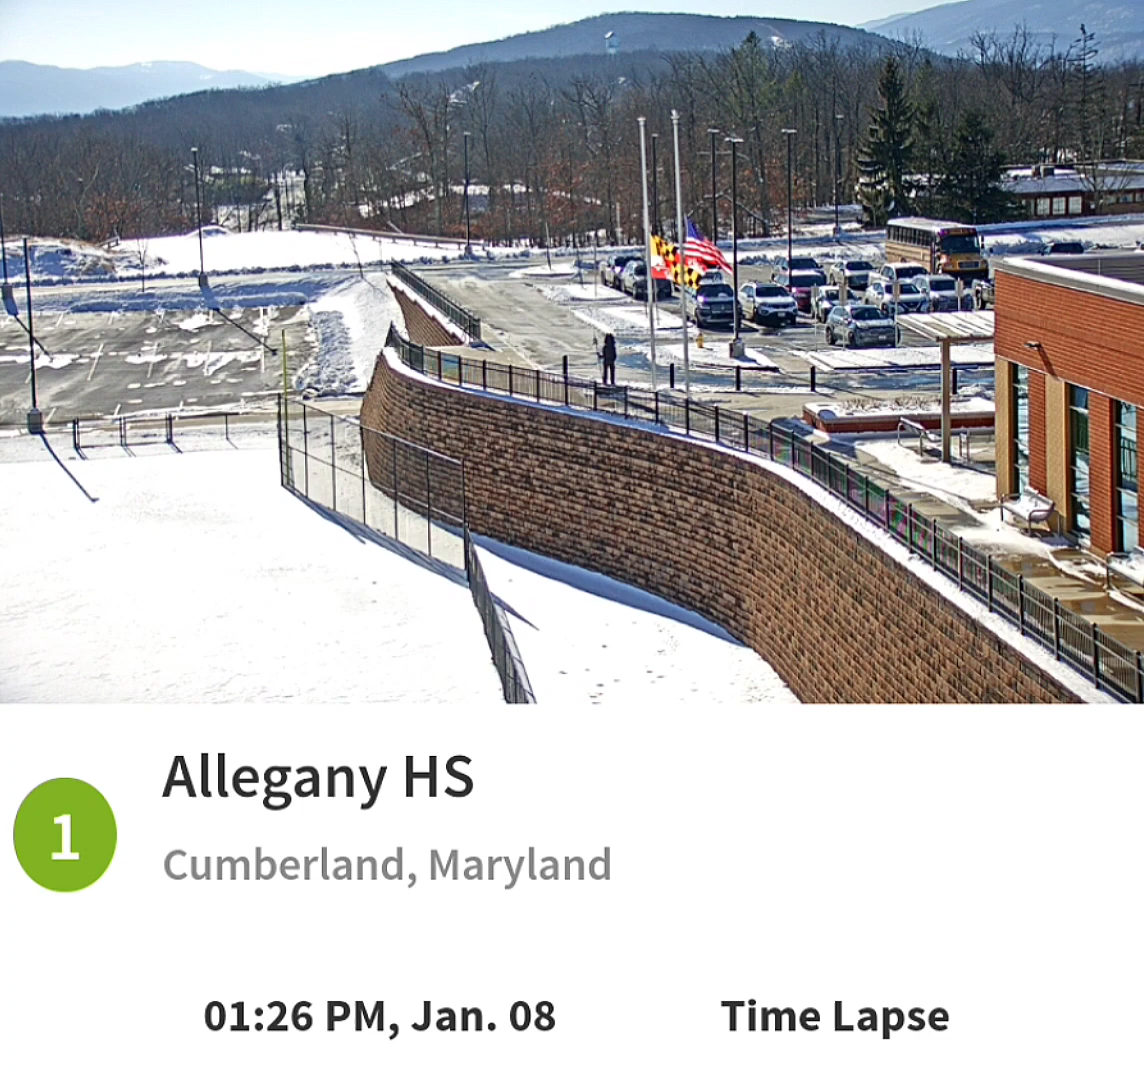 1
Allegany HS
Cumberland, Maryland
01:26 PM, Jan. 08
Time Lapse